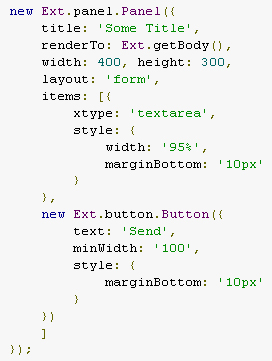 new Ext.panel.Panel({
    title: 'Some Title',
    renderTo: Ext.getBody(),
    width: 400, height: 300,
    layout: 'form',
    items: [{
        xtype: 'textarea',
        style: {
            width: '95%',
            marginBottom: '10px'
        }
    },
    new Ext.button.Button({
        text: 'Send',
        minWidth: '100',
        style: {
            marginBottom: '10px'
        }
    })
    ]
});